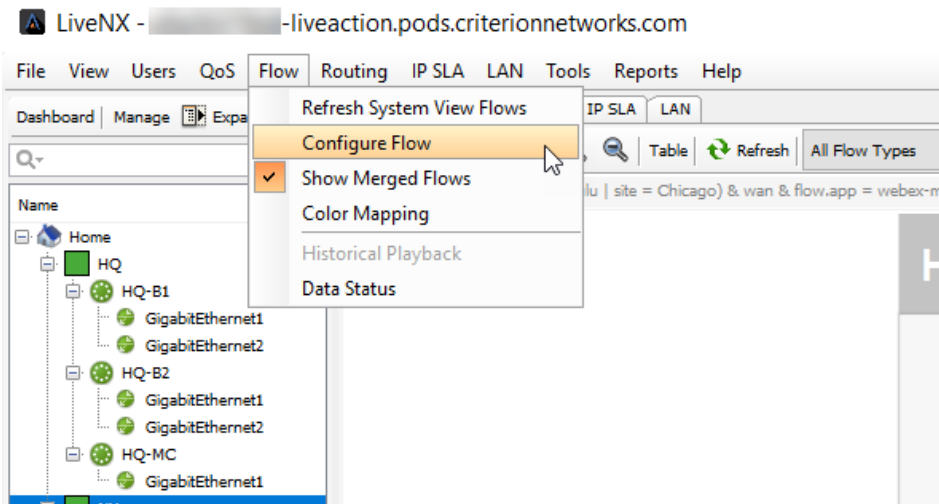 LiveNX - -liveaction.pods.criterionnetworks.com
File View Users QoS Flow Routing IP SLA LAN Tools Reports Help
Dashboard Manage Expa IP SLA LAN
Refresh System View Flows
Configure Flow
Table Refresh All Flow Types
Show Merged Flows
lu | site = Chicago) & wan & flow.app = webex-m
Name
Color Mapping
Home
Historical Playback
HQ
Data Status
HQ-B1
GigabitEthernet1
GigabitEthernet2
HQ-B2
GigabitEthernet1
GigabitEthernet2
HQ-MC
GigabitEthernet1